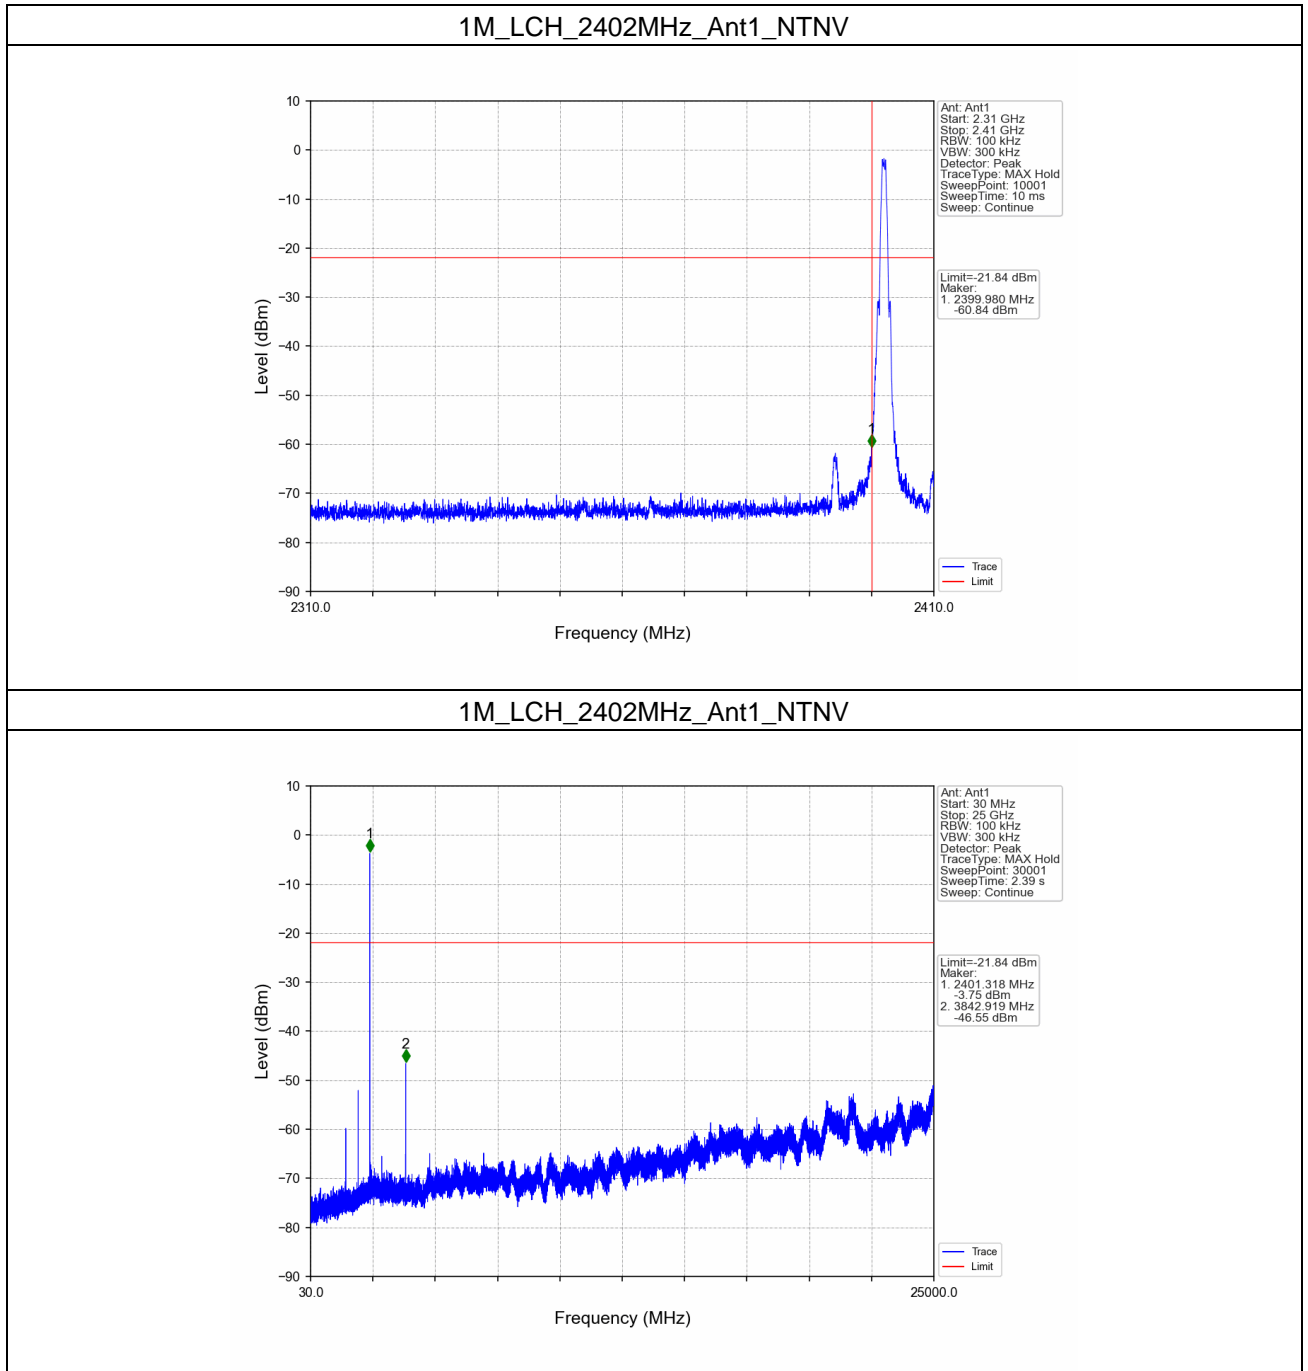 1M_LCH_2402MHz_Ant1_NTNV
10
0
−10
−20
−30
−40
−50
−60
−70
−80
−90
Level (dBm)
1
2310.0
2410.0
Frequency (MHz)
Ant: Ant1
Start: 2.31 GHz
Stop: 2.41 GHz
RBW: 100 kHz
VBW: 300 kHz
Detector: Peak
TraceType: MAX Hold
SweepPoint: 10001
SweepTime: 10 ms
Sweep: Continue
Limit=-21.84 dBm
Maker:
1. 2399.980 MHz
-60.84 dBm
Trace
Limit
1M_LCH_2402MHz_Ant1_NTNV
10
0
−10
−20
−30
−40
−50
−60
−70
−80
−90
Level (dBm)
1
2
30.0
25000.0
Frequency (MHz)
Ant: Ant1
Start: 30 MHz
Stop: 25 GHz
RBW: 100 kHz
VBW: 300 kHz
Detector: Peak
TraceType: MAX Hold
SweepPoint: 30001
SweepTime: 2.39 s
Sweep: Continue
Limit=-21.84 dBm
Maker:
1. 2401.318 MHz
-3.75 dBm
2. 3842.919 MHz
-46.55 dBm
Trace
Limit